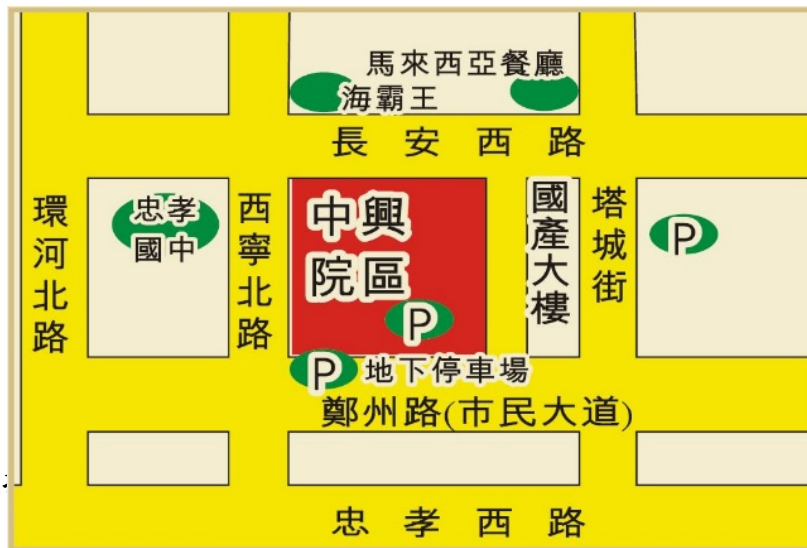 馬來西亞餐廳
海霸王
長安西路
環河北路
忠孝
國中
西寧北路
中興
院區
P
國產大樓
塔城街
P
P 地下停車場
鄭州路(市民大道)
忠孝西路